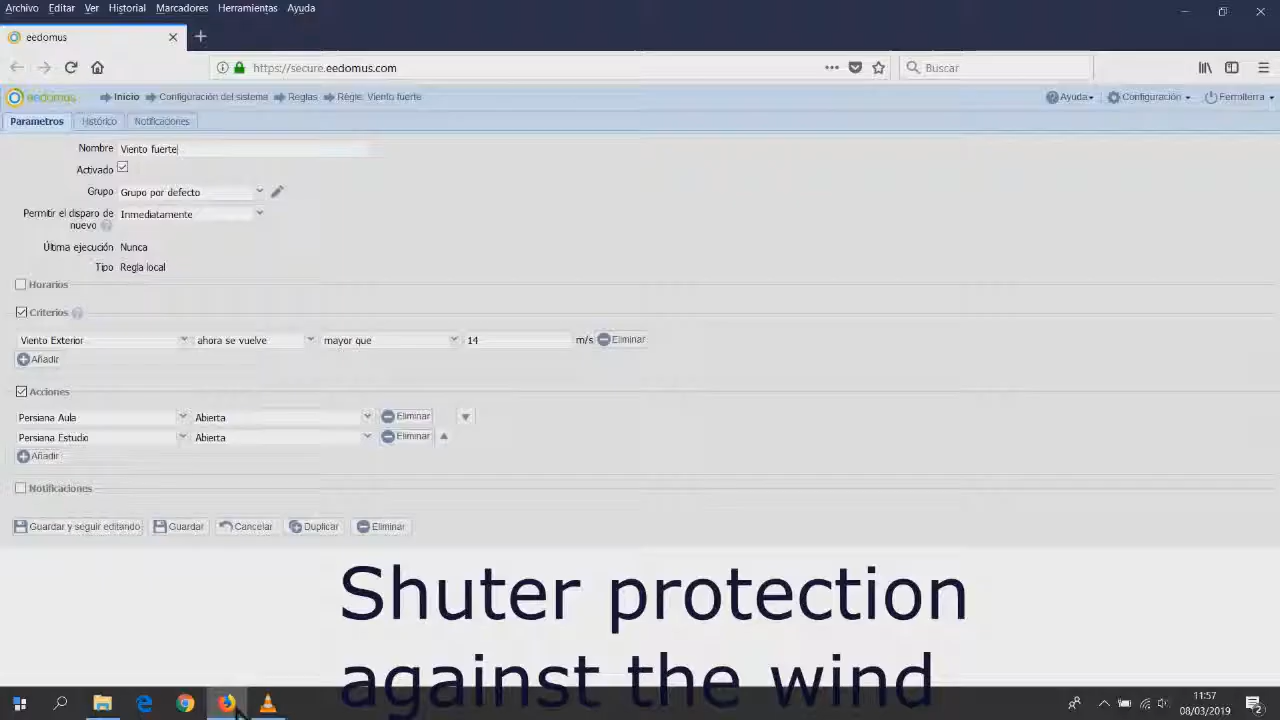 Archivo Editar Ver Historial Marcadores Herramientas Ayuda
eedomus
https://secure.eedomus.com
Buscar
eedomus Inicio Configuración del sistema Reglas Régle: Viento fuerte Ayuda Configuración Ferrolterra
Parametros Histórico Notificaciones
Nombre Viento fuerte
Activado
Grupo Grupo por defecto
Permitir el disparo de nuevo Inmediatamente
Última ejecución Nunca
Tipo Regla local
Horarios
Criterios
Viento Exterior ahora se vuelve mayor que 14 m/s Eliminar
Añadir
Acciones
Persiana Aula Abierta Eliminar
Persiana Estudio Abierta Eliminar
Añadir
Notificaciones
Guardar y seguir editando Guardar Cancelar Duplicar Eliminar
Shuter protection
against the wind
11:57
08/03/2019
2